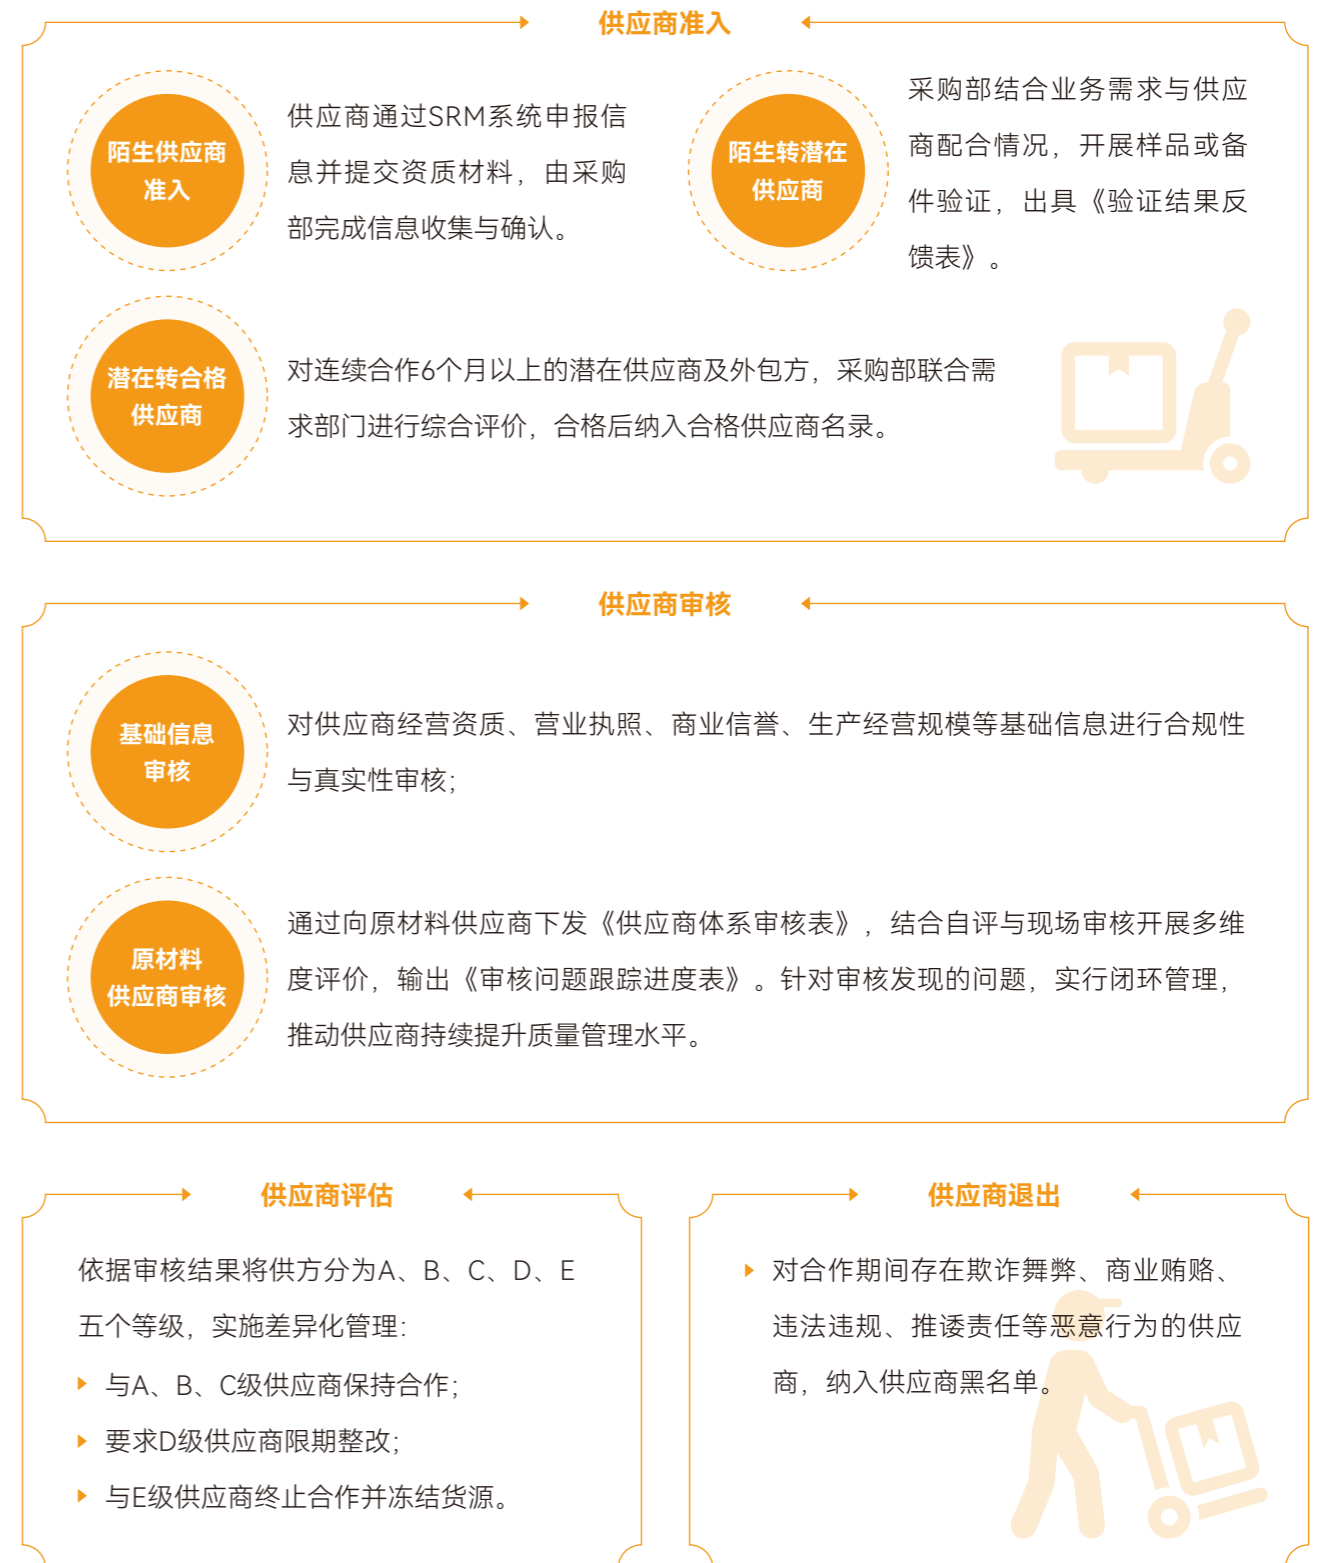 供应商准入
陌生供应商
准入
供应商通过SRM系统申报信
息并提交资质材料，由采购
部完成信息收集与确认。
陌生转潜在
供应商
采购部结合业务需求与供应
商配合情况，开展样品或备
件验证，出具《验证结果反
馈表》。
潜在转合格
供应商
对连续合作6个月以上的潜在供应商及外包方，采购部联合需
求部门进行综合评价，合格后纳入合格供应商名录。
供应商审核
基础信息
审核
对供应商经营资质、营业执照、商业信誉、生产经营规模等基础信息进行合规性
与真实性审核；
原材料
供应商审核
通过向原材料供应商下发《供应商体系审核表》，结合自评与现场审核开展多维
度评价，输出《审核问题跟踪进度表》。针对审核发现的问题，实行闭环管理，
推动供应商持续提升质量管理水平。
供应商评估
依据审核结果将供方分为A、B、C、D、E
五个等级，实施差异化管理：
与A、B、C级供应商保持合作；
要求D级供应商限期整改；
与E级供应商终止合作并冻结货源。
供应商退出
对合作期间存在欺诈舞弊、商业贿赂、
违法违规、推诿责任等恶意行为的供应
商，纳入供应商黑名单。